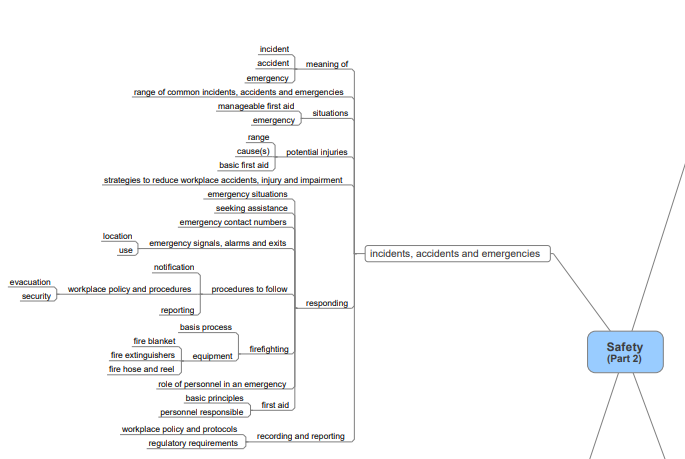 incident
accident
emergency
meaning of
range of common incidents, accidents and emergencies
manageable first aid
emergency
situations
range
cause(s)
basic first aid
potential injuries
strategies to reduce workplace accidents, injury and impairment
emergency situations
seeking assistance
emergency contact numbers
location
use
emergency signals, alarms and exits
notification
evacuation
security
workplace policy and procedures
procedures to follow
reporting
responding
basis process
fire blanket
fire extinguishers
fire hose and reel
equipment
firefighting
role of personnel in an emergency
basic principles
personnel responsible
first aid
workplace policy and protocols
regulatory requirements
recording and reporting
incidents, accidents and emergencies
Safety
(Part 2)